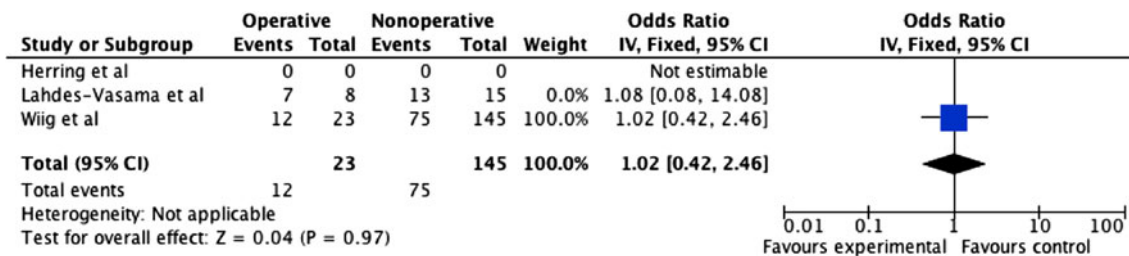 Operative Nonoperative Odds Ratio Odds Ratio
Study or Subgroup Events Total Events Total Weight IV, Fixed, 95% CI IV, Fixed, 95% CI
Herring et al 0 0 0 0 Not estimable
Lahdes-Vasama et al 7 8 13 15 0.0% 1.08 [0.08, 14.08]
Wiig et al 12 23 75 145 100.0% 1.02 [0.42, 2.46]
Total (95% CI) 23 145 100.0% 1.02 [0.42, 2.46]
Total events 12 75
Heterogeneity: Not applicable
Test for overall effect: Z = 0.04 (P = 0.97)
0.01 0.1 1 10 100
Favours experimental Favours control